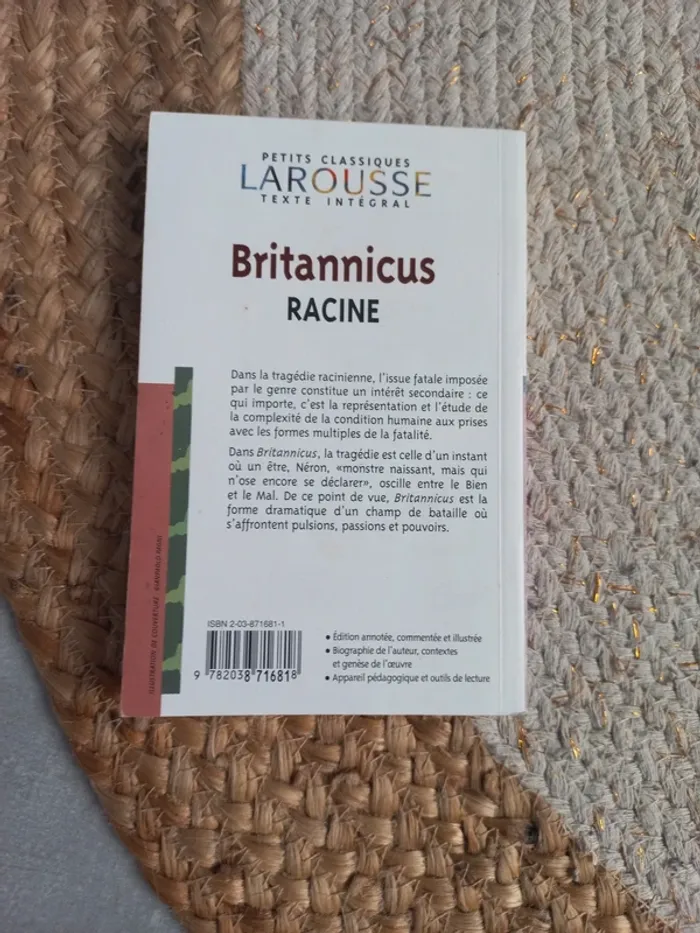 PETITS CLASSIQUES
LAROUSSE
TEXTE INTÉGRAL
Britannicus
RACINE
Dans la tragédie racinienne, l'issue fatale imposée
par le genre constitue un intérêt secondaire : ce
qui importe, c'est la représentation et l'étude de
la complexité de la condition humaine aux prises
avec les formes multiples de la fatalité.
Dans Britannicus, la tragédie est celle d'un instant
où un être, Néron, «monstre naissant, mais qui
n'ose encore se déclarer», oscille entre le Bien
et le Mal. De ce point de vue, Britannicus est la
forme dramatique d'un champ de bataille où
s'affrontent pulsions, passions et pouvoirs.
ILLUSTRATION DE COUVERTURE :
ISBN 2-03-871681-1
9 782038 716818
• Édition annotée, commentée et illustrée
• Biographie de l'auteur, contextes
et genèse de l'œuvre
• Appareil pédagogique et outils de lecture